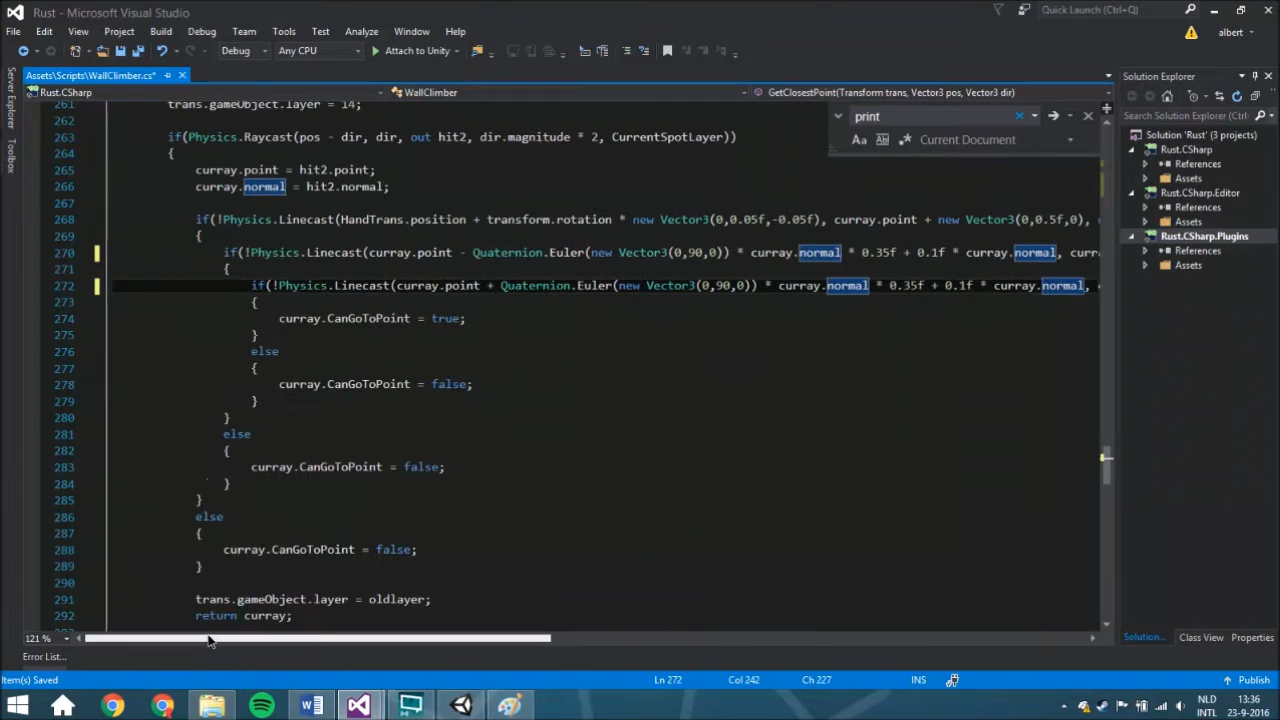 Rust - Microsoft Visual Studio
Quick Launch (Ctrl+Q)
File Edit View Project Build Debug Team Tools Test Analyze Window Help
albert
Debug Any CPU Attach to Unity
Server Explorer
Toolbox
Assets\Scripts\WallClimber.cs*
Rust.CSharp WallClimber GetClosestPoint(Transform trans, Vector3 pos, Vector3 dir)
print
Aa Current Document
261 trans.gameObject.layer = 14;
262
263 if(Physics.Raycast(pos - dir, dir, out hit2, dir.magnitude * 2, CurrentSpotLayer))
264 {
265 curray.point = hit2.point;
266 curray.normal = hit2.normal;
267
268 if(!Physics.Linecast(HandTrans.position + transform.rotation * new Vector3(0,0.05f,-0.05f), curray.point + new Vector3(0,0.5f,0),
269 {
270 if(!Physics.Linecast(curray.point - Quaternion.Euler(new Vector3(0,90,0)) * curray.normal * 0.35f + 0.1f * curray.normal, curra
271 {
272 if(!Physics.Linecast(curray.point + Quaternion.Euler(new Vector3(0,90,0)) * curray.normal * 0.35f + 0.1f * curray.normal,
273 {
274 curray.CanGoToPoint = true;
275 }
276 else
277 {
278 curray.CanGoToPoint = false;
279 }
280 }
281 else
282 {
283 curray.CanGoToPoint = false;
284 }
285 }
286 else
287 {
288 curray.CanGoToPoint = false;
289 }
290
291 trans.gameObject.layer = oldlayer;
292 return curray;
121 %
Error List...
Solution Explorer
Search Solution Explorer (Ctrl+;)
Solution 'Rust' (3 projects)
Rust.CSharp
References
Assets
Rust.CSharp.Editor
References
Assets
Rust.CSharp.Plugins
References
Assets
Solution... Class View Properties
Item(s) Saved Ln 272 Col 242 Ch 227 INS Publish
NLD 13:36
INTL 23-9-2016